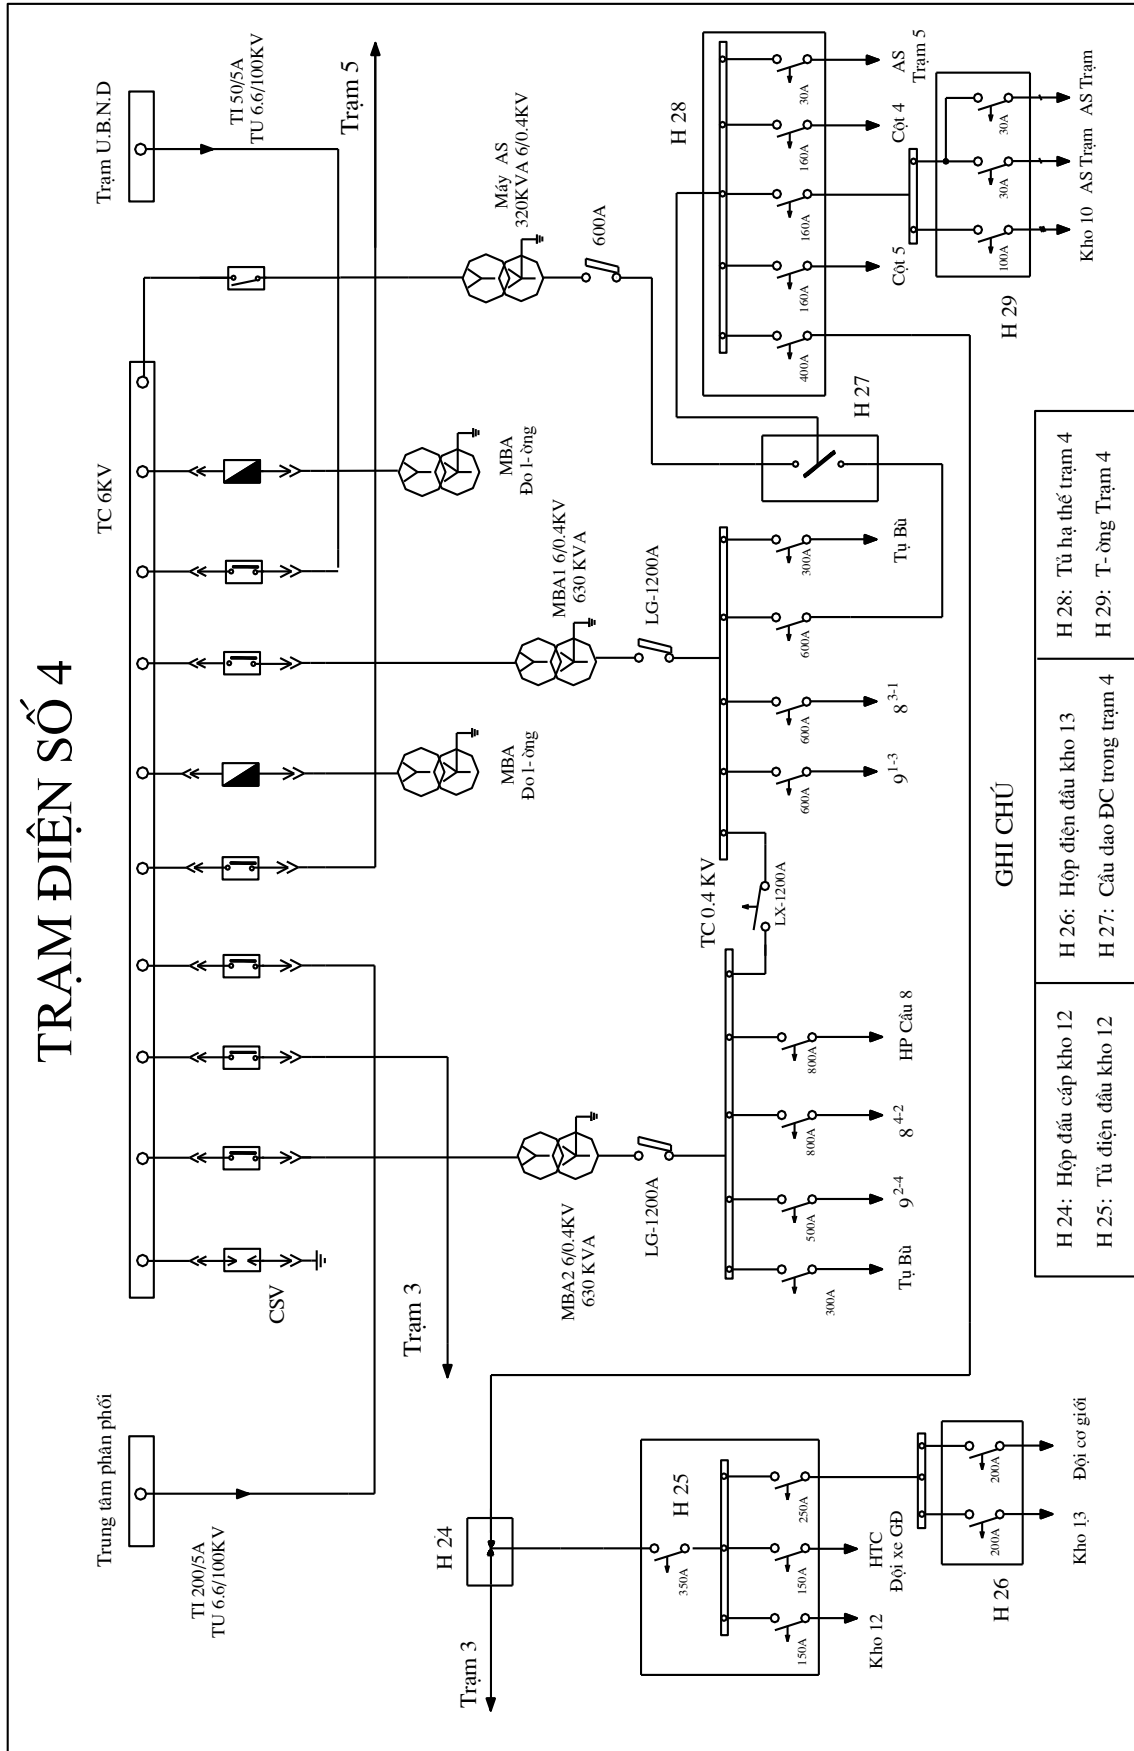 TRẠM ĐIỆN SỐ 4
Trung tâm phân phối
TI 200/5A
TU 6.6/100KV
TC 6KV
Trạm U.B.N.D
TI 50/5A
TU 6.6/100KV
CSV
Trạm 3
Trạm 5
MBA
Đo l-ờng
MBA
Đo l-ờng
MBA2 6/0.4KV
630 KVA
MBA1 6/0.4KV
630 KVA
Máy AS
320KVA 6/0.4KV
600A
LG-1200A
LG-1200A
TC 0.4 KV
LX-1200A
300A
500A
800A
800A
Tụ Bù
9 2-4
8 4-2
HP Cầu 8
600A
600A
600A
300A
9 1-3
8 3-1
Tụ Bù
H 27
H 28
400A
160A
160A
160A
30A
Cột 5
Cột 4
AS
Trạm 5
100A
30A
30A
H 29
Kho 10
AS Trạm
AS Trạm
Trạm 3
H 24
H 25
350A
150A
150A
250A
Kho 12
HTC
Đội xe GĐ
200A
200A
H 26
Kho 13
Đội cơ giới
GHI CHÚ
H 24: Hộp đấu cáp kho 12
H 25: Tủ điện đầu kho 12
H 26: Hộp điện đầu kho 13
H 27: Cầu dao ĐC trong trạm 4
H 28: Tủ hạ thế trạm 4
H 29: T-ờng Trạm 4